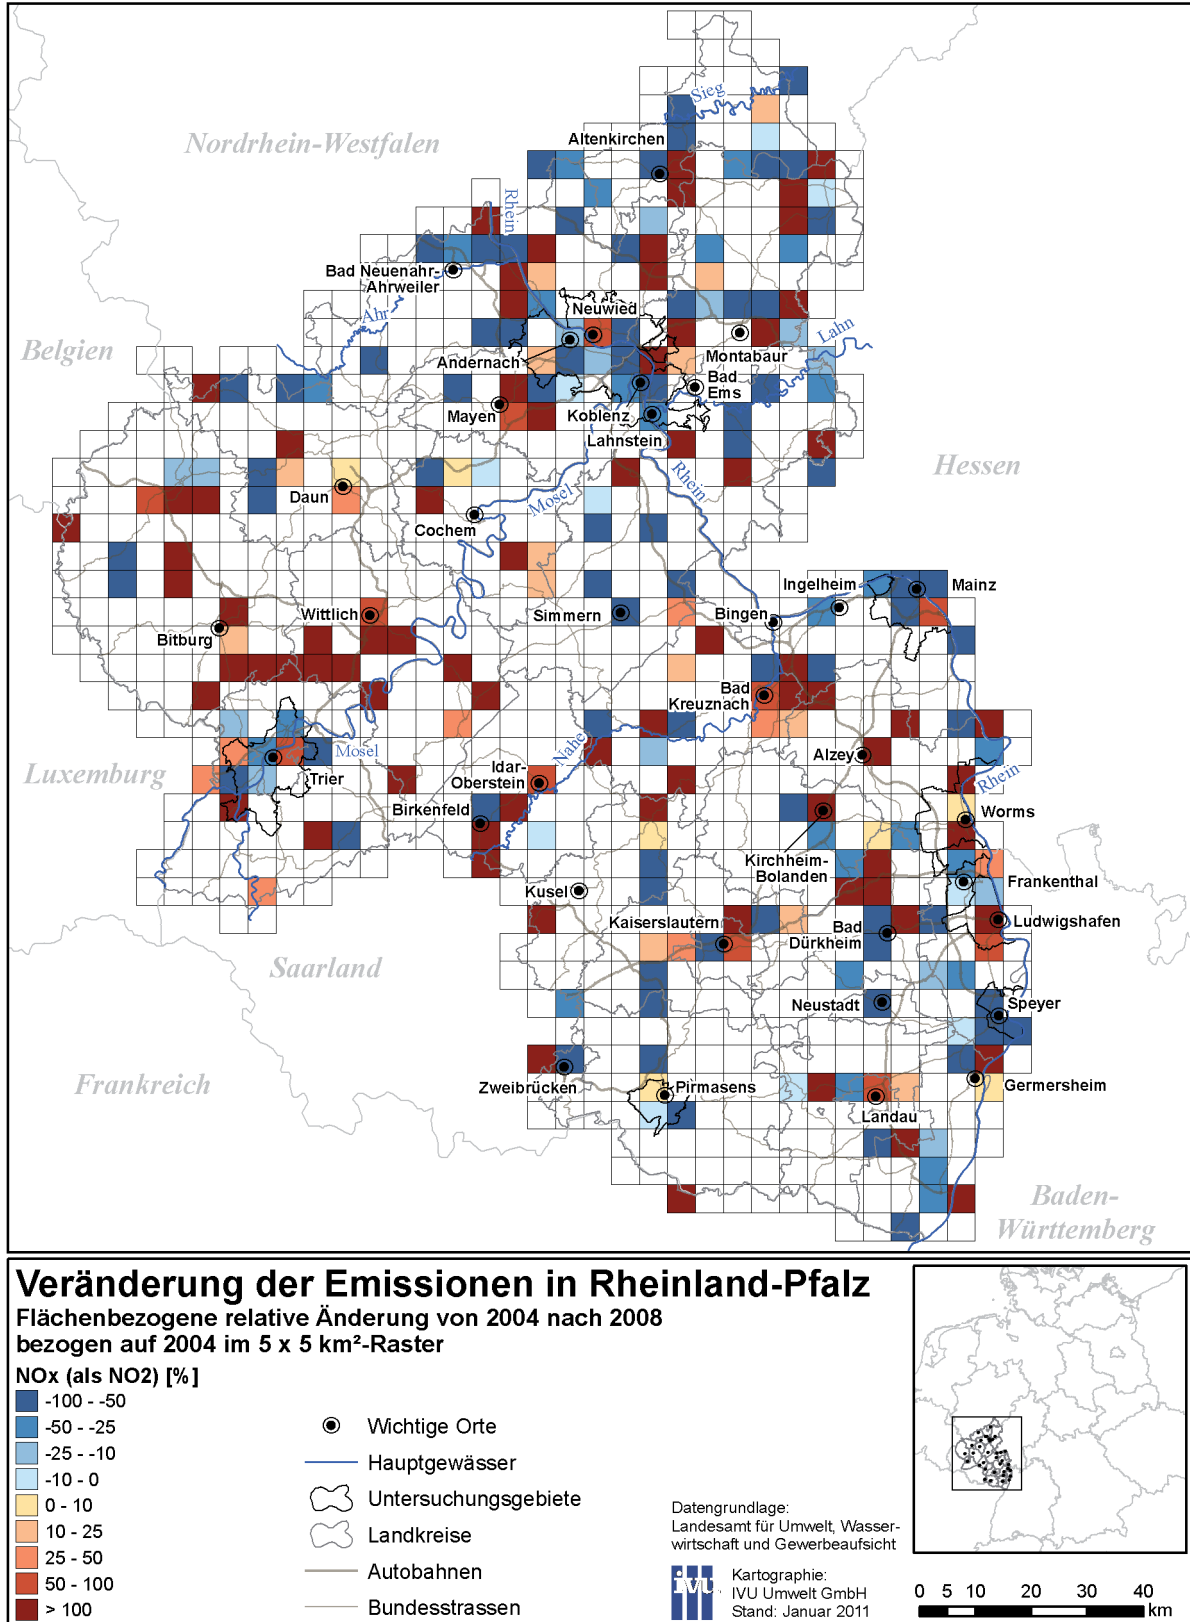 Sieg
Altenkirchen
Nordrhein-Westfalen
Rhein
Bad Neuenahr-
Ahrweiler
Neuwied
Ahr
Lahn
Belgien
Andernach
Montabaur
Bad
Ems
Mayen
Koblenz
Lahnstein
Hessen
Rhein
Daun
Mosel
Cochem
Ingelheim
Mainz
Wittlich
Simmern
Bingen
Bitburg
Bad
Kreuznach
Mosel
Nahe
Alzey
Luxemburg
Trier
Idar-
Oberstein
Rhein
Birkenfeld
Worms
Kirchheim-
Bolanden
Kusel
Frankenthal
Kaiserslautern
Bad
Dürkheim
Ludwigshafen
Saarland
Neustadt
Speyer
Frankreich
Zweibrücken
Pirmasens
Germersheim
Landau
Baden-
Württemberg
Veränderung der Emissionen in Rheinland-Pfalz
Flächenbezogene relative Änderung von 2004 nach 2008
bezogen auf 2004 im 5 x 5 km²-Raster
NOx (als NO2) [%]
-100 - -50
-50 - -25
-25 - -10
-10 - 0
0 - 10
10 - 25
25 - 50
50 - 100
> 100
Wichtige Orte
Hauptgewässer
Untersuchungsgebiete
Landkreise
Autobahnen
Bundesstrassen
Datengrundlage:
Landesamt für Umwelt, Wasser-
wirtschaft und Gewerbeaufsicht
ivu
Kartographie:
IVU Umwelt GmbH
Stand: Januar 2011
0 5 10 20 30 40
km